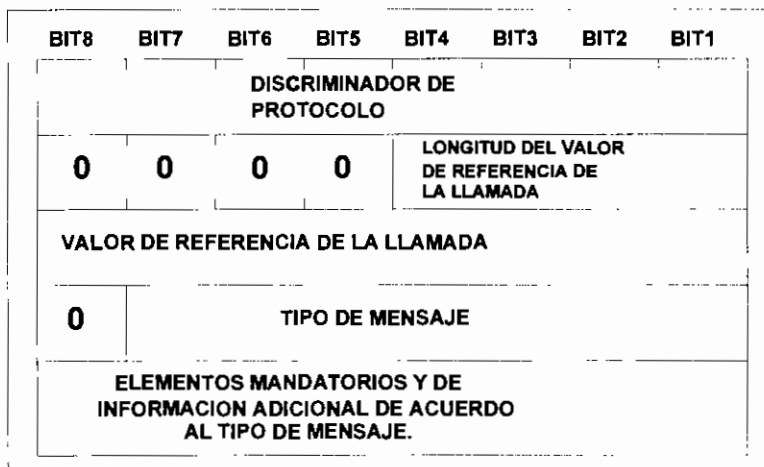 BIT8 BIT7 BIT6 BIT5 BIT4 BIT3 BIT2 BIT1
DISCRIMINADOR DE
PROTOCOLO
0 0 0 0
LONGITUD DEL VALOR
DE REFERENCIA DE
LA LLAMADA
VALOR DE REFERENCIA DE LA LLAMADA
0 TIPO DE MENSAJE
ELEMENTOS MANDATORIOS Y DE
INFORMACION ADICIONAL DE ACUERDO
AL TIPO DE MENSAJE.